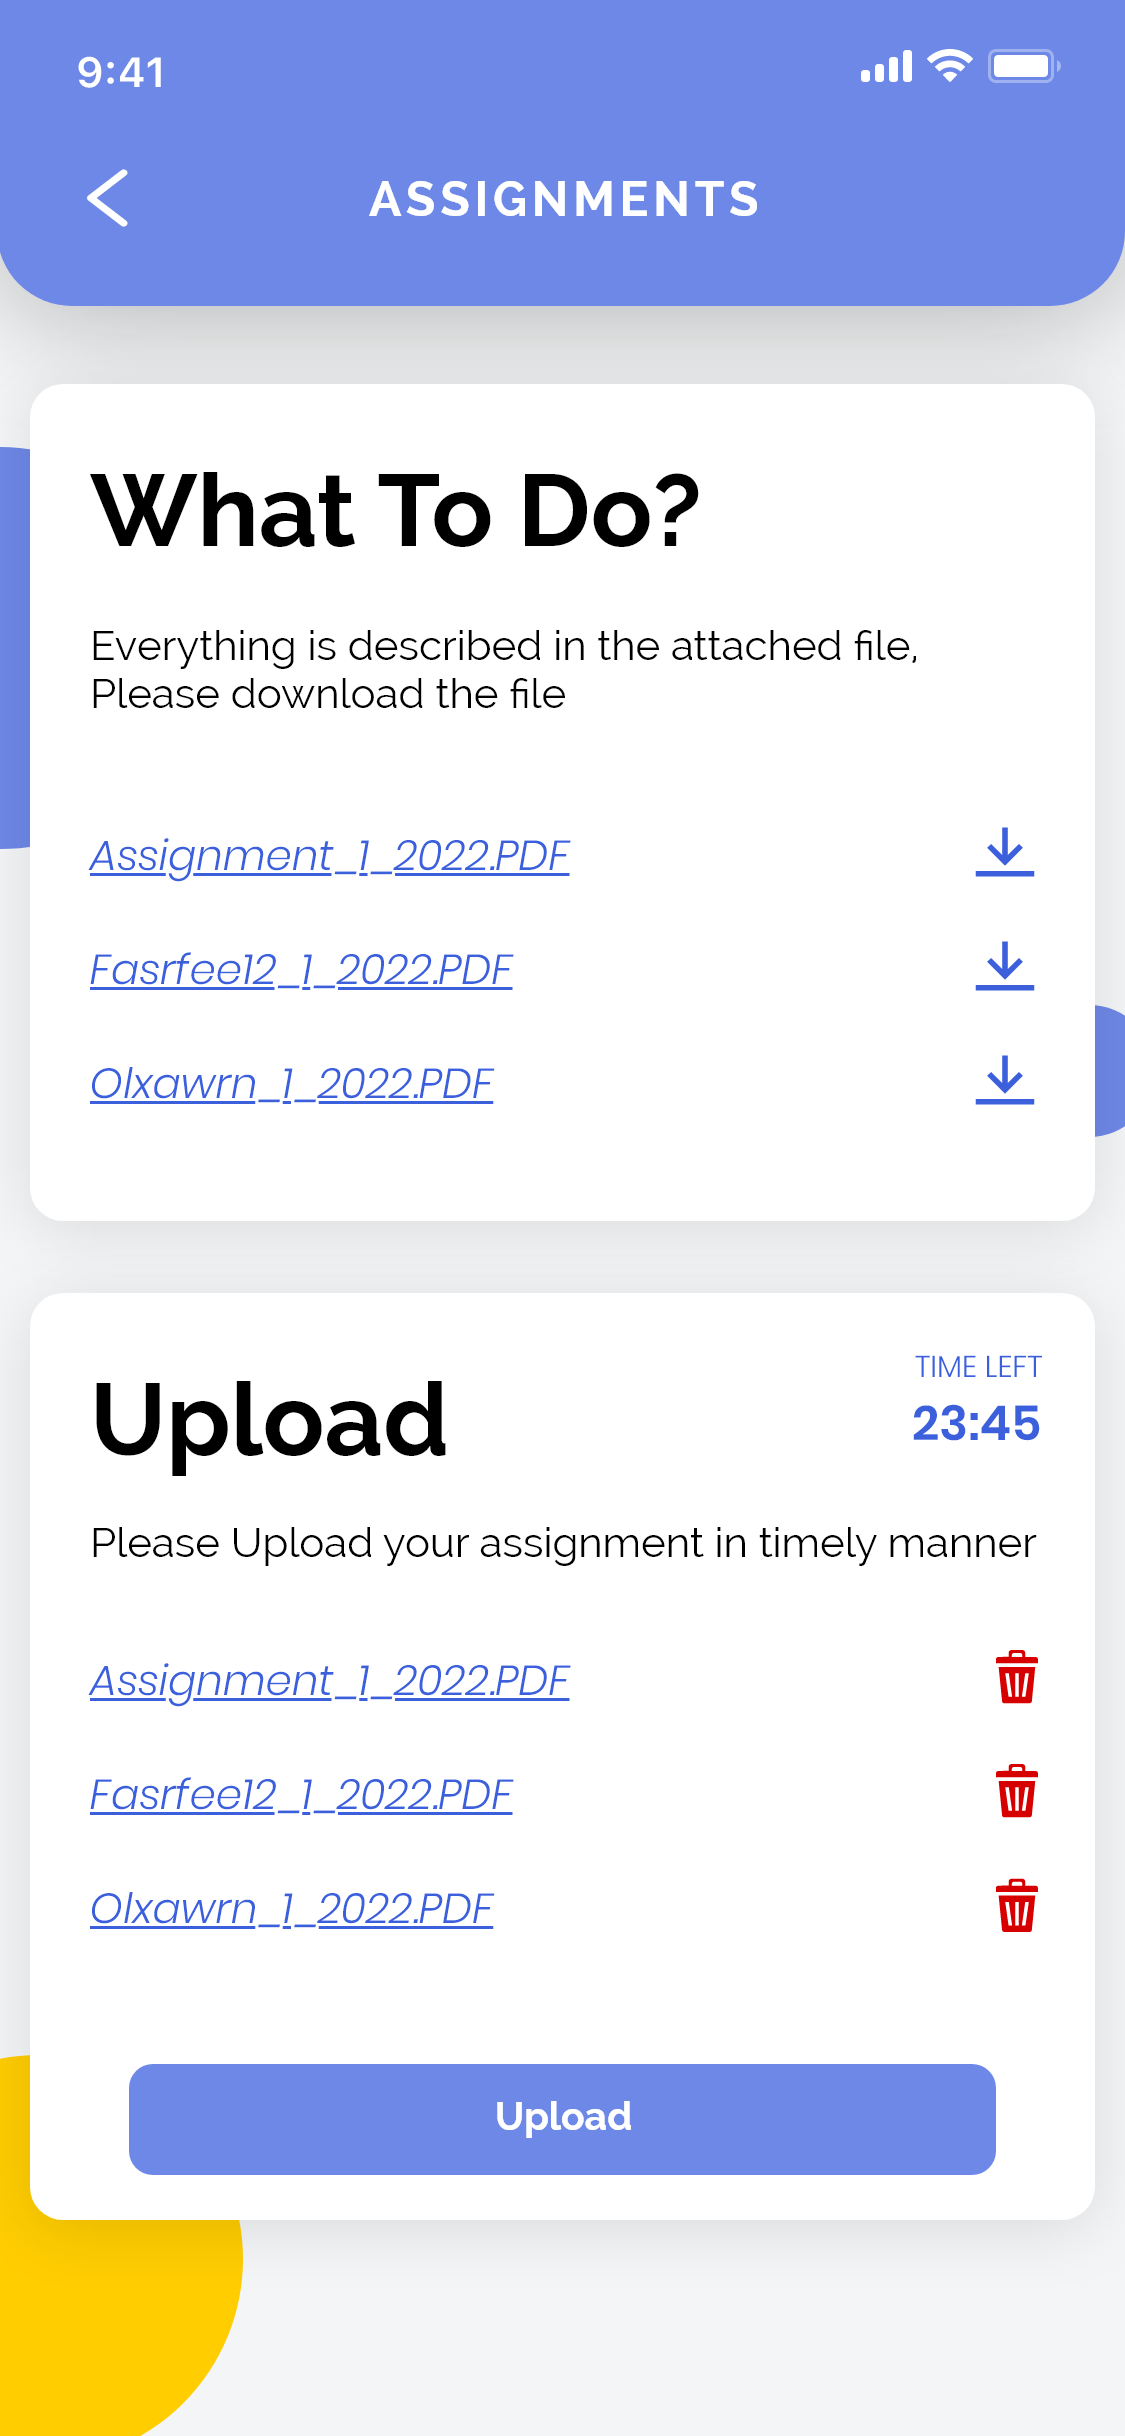 9:41
ASSIGNMENTS
What To Do?
Everything is described in the attached file,
Please download the file
Assignment_1_2022.PDF
Fasrfee12_1_2022.PDF
Olxawrn_1_2022.PDF
TIME LEFT
Upload
23:45
Please Upload your assignment in timely manner
Assignment_1_2022.PDF
Fasrfee12_1_2022.PDF
Olxawrn_1_2022.PDF
Upload